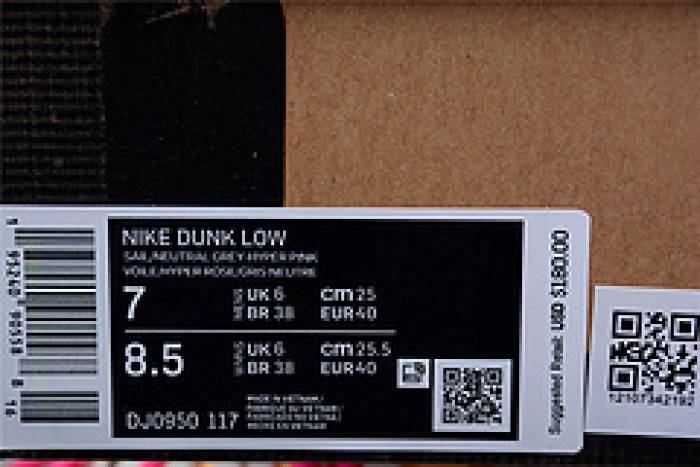 NIKE DUNK LOW
SAIL/NEUTRAL GREY-HYPER PINK
VOILE/HYPER ROSE/GRIS NEUTRE
7 UK 6 cm 25
BR 38 EUR 40
8.5 UK 6 cm 25.5
BR 38 EUR 40
DJ0950 117
MADE IN VIETNAM/
Suggested Retail: USD $180.00